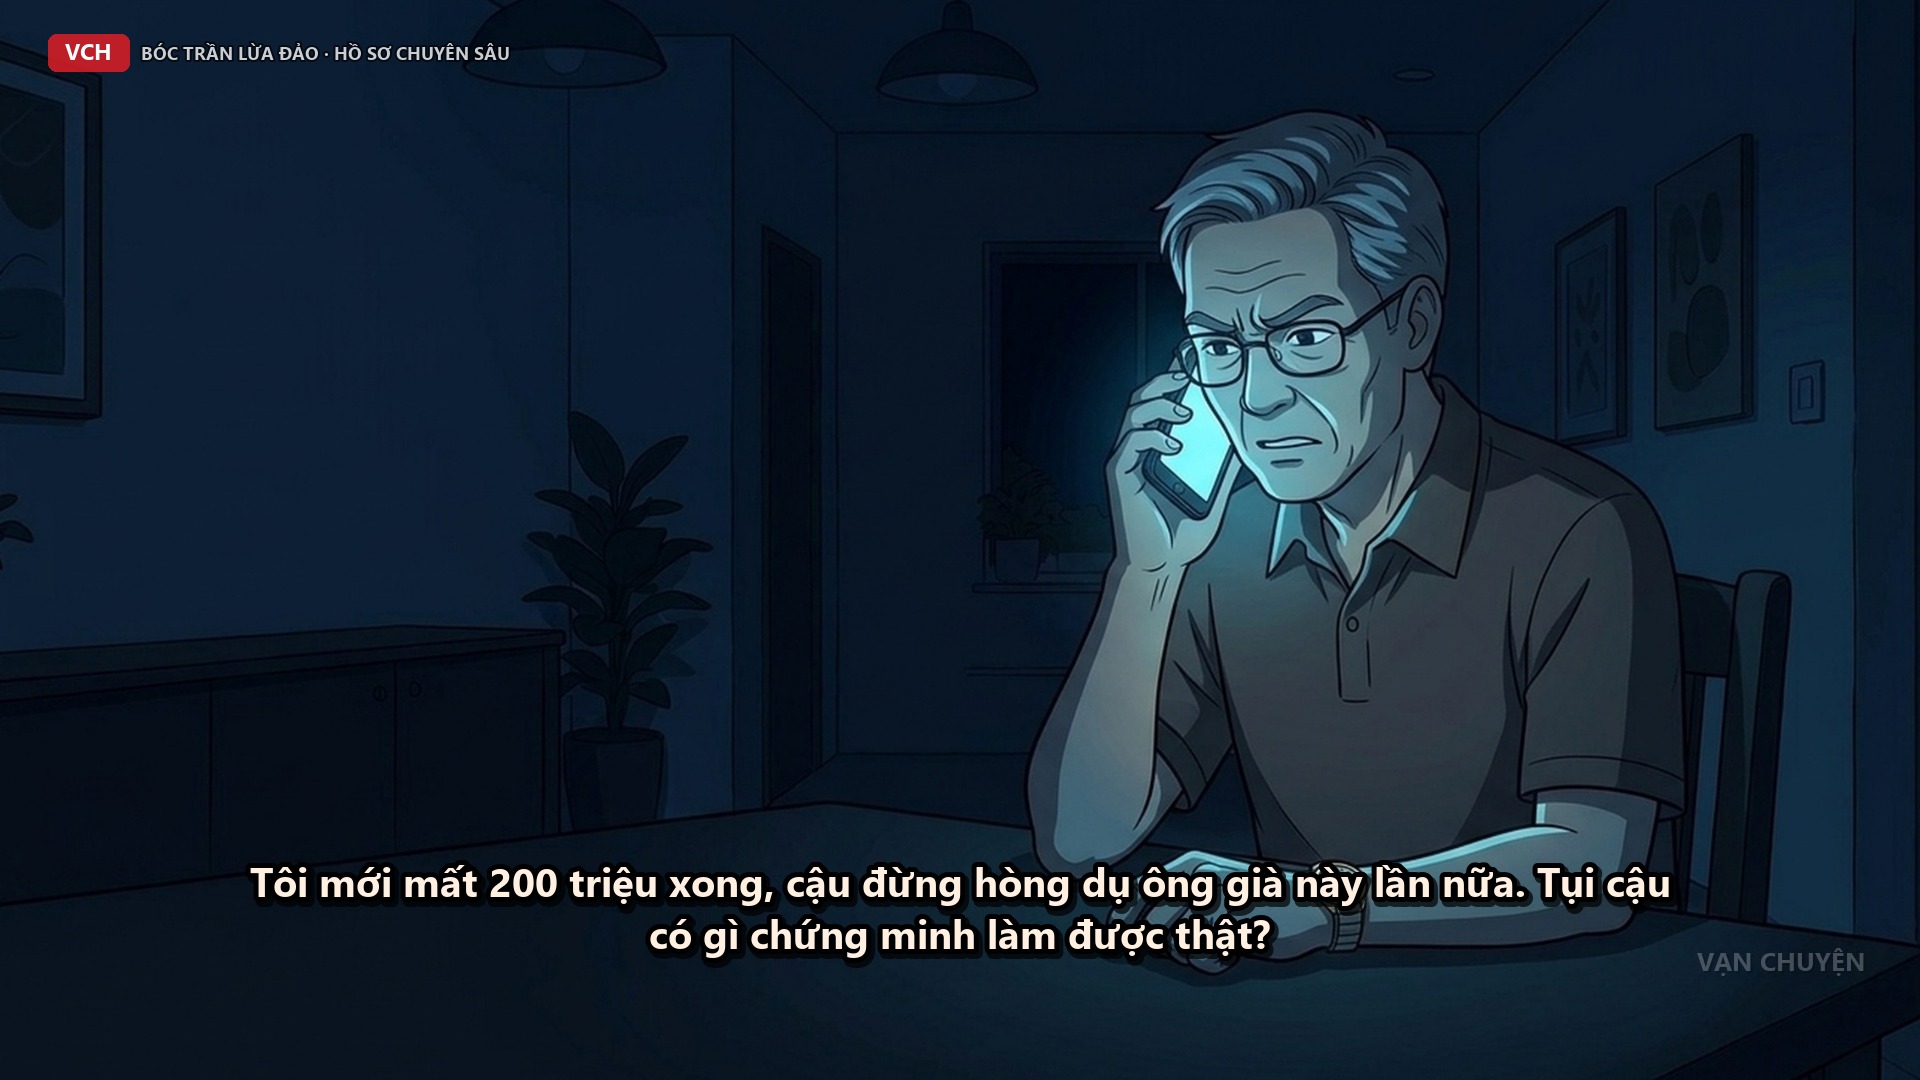 VCH BÓC TRẦN LỪA ĐẢO · HỒ SƠ CHUYÊN SÂU
Tôi mới mất 200 triệu xong, cậu đừng hòng dụ ông già này lần nữa. Tụi cậu
có gì chứng minh làm được thật?
VẠN CHUYỆN